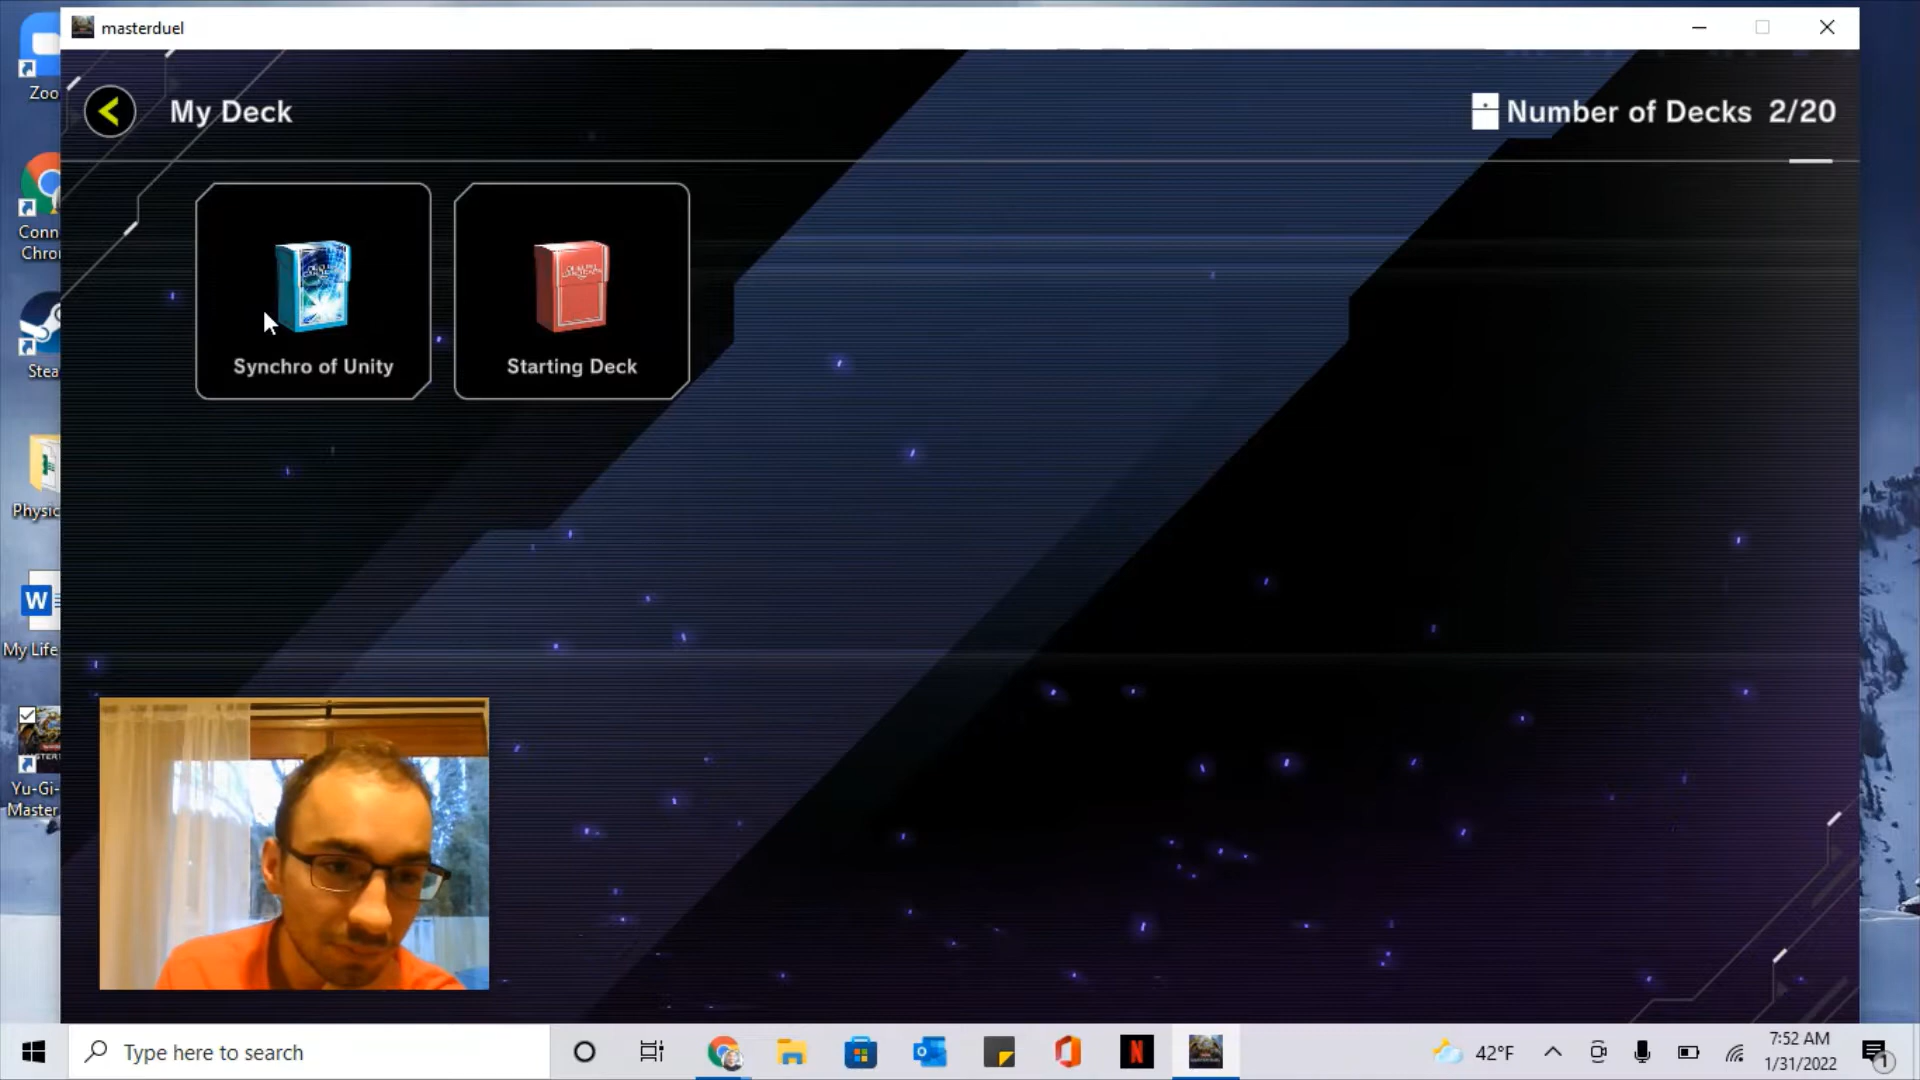 masterduel
My Deck
Number of Decks 2/20
Synchro of Unity
Starting Deck
Zoo
Conn
Chro
Stea
Physic
W
My Life
Yu-Gi-
Master
Type here to search
N
42°F
7:52 AM
1/31/2022
1